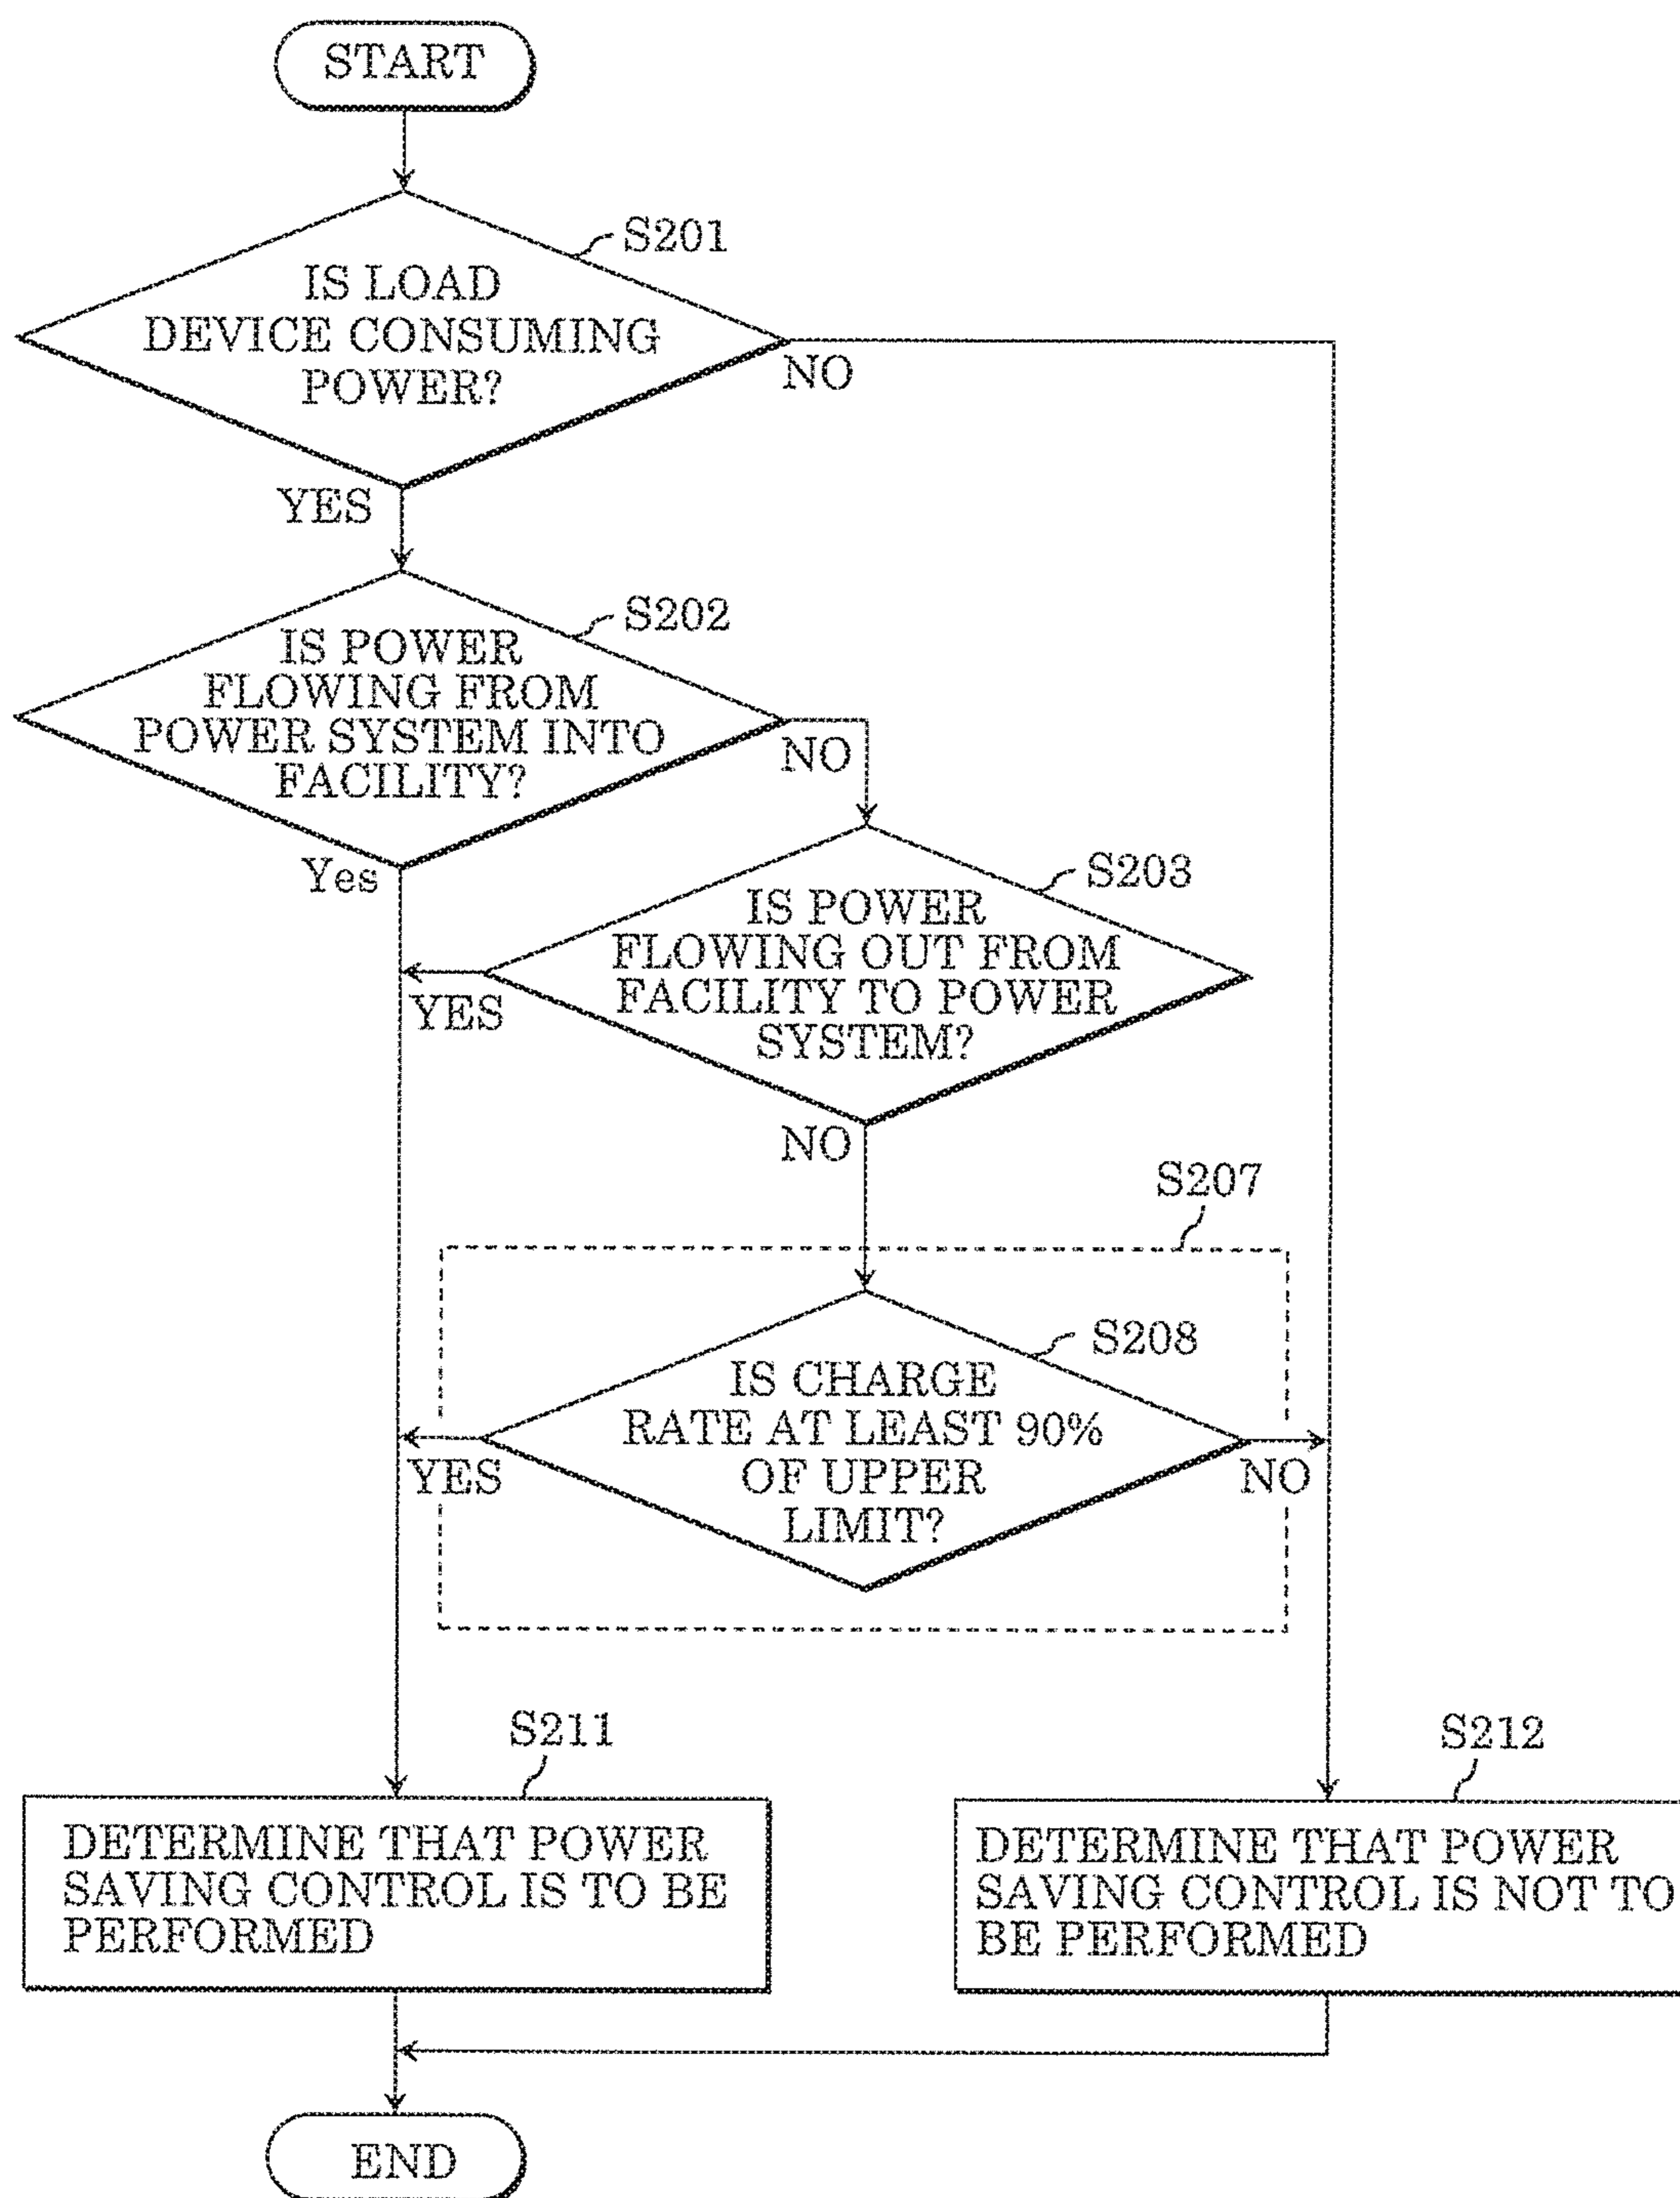 START
S201
IS LOAD
DEVICE CONSUMING
POWER?
NO
YES
S202
IS POWER
FLOWING FROM
POWER SYSTEM INTO
FACILITY?
NO
Yes
S203
IS POWER
FLOWING OUT FROM
FACILITY TO POWER
SYSTEM?
YES
NO
S207
S208
IS CHARGE
RATE AT LEAST 90%
OF UPPER
LIMIT?
YES
NO
S211
DETERMINE THAT POWER
SAVING CONTROL IS TO BE
PERFORMED
S212
DETERMINE THAT POWER
SAVING CONTROL IS NOT TO
BE PERFORMED
END